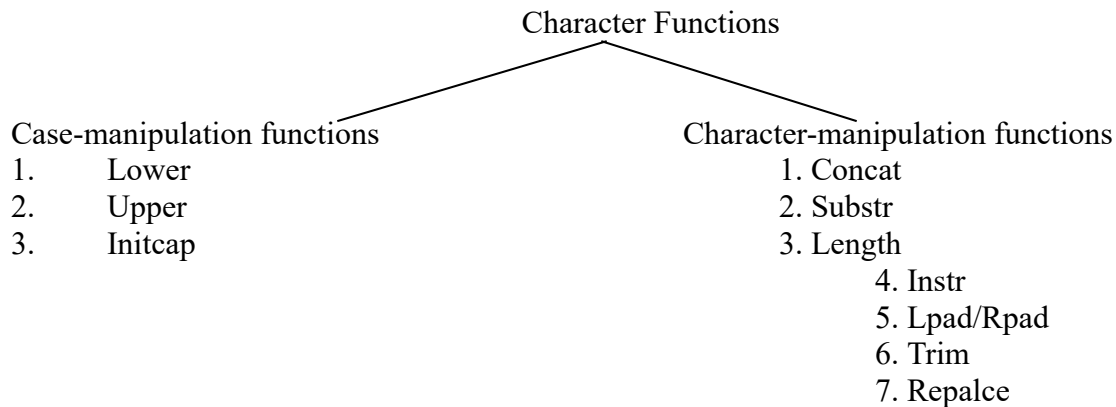 Character Functions
Case-manipulation functions
1. Lower
2. Upper
3. Initcap
Character-manipulation functions
1. Concat
2. Substr
3. Length
4. Instr
5. Lpad/Rpad
6. Trim
7. Repalce